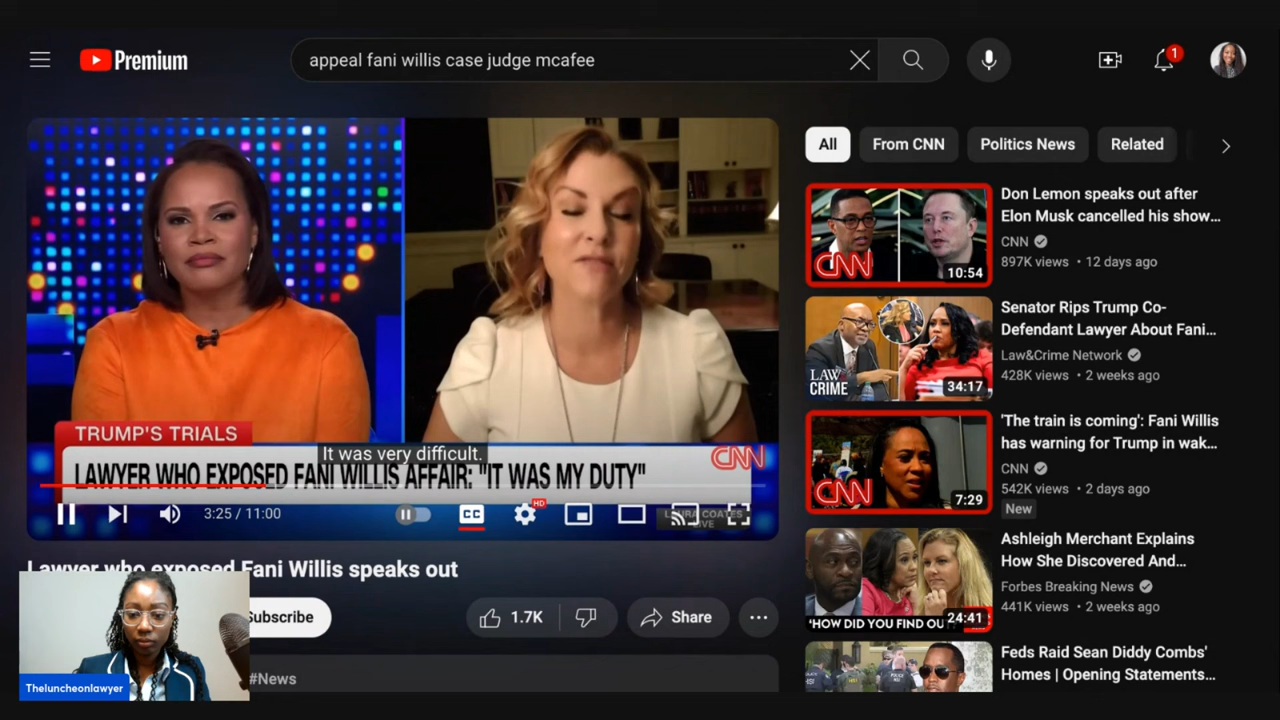 Premium
appeal fani willis case judge mcafee
1
TRUMP'S TRIALS
It was very difficult.
LAWYER WHO EXPOSED FANI WILLIS AFFAIR: "IT WAS MY DUTY"
CNN
3:25 / 11:00
CC
HD
LAURA COATES
LIVE
Lawyer who exposed Fani Willis speaks out
Subscribe
1.7K
Share
#News
Theluncheonlawyer
All
From CNN
Politics News
Related
CNN
10:54
Don Lemon speaks out after
Elon Musk cancelled his show...
CNN
897K views • 12 days ago
LAW
CRIME
34:17
Senator Rips Trump Co-
Defendant Lawyer About Fani...
Law&Crime Network
428K views • 2 weeks ago
CNN
7:29
'The train is coming': Fani Willis
has warning for Trump in wak...
CNN
542K views • 2 days ago
New
'HOW DID YOU FIND OU
24:41
Ashleigh Merchant Explains
How She Discovered And...
Forbes Breaking News
441K views • 2 weeks ago
Feds Raid Sean Diddy Combs'
Homes | Opening Statements...